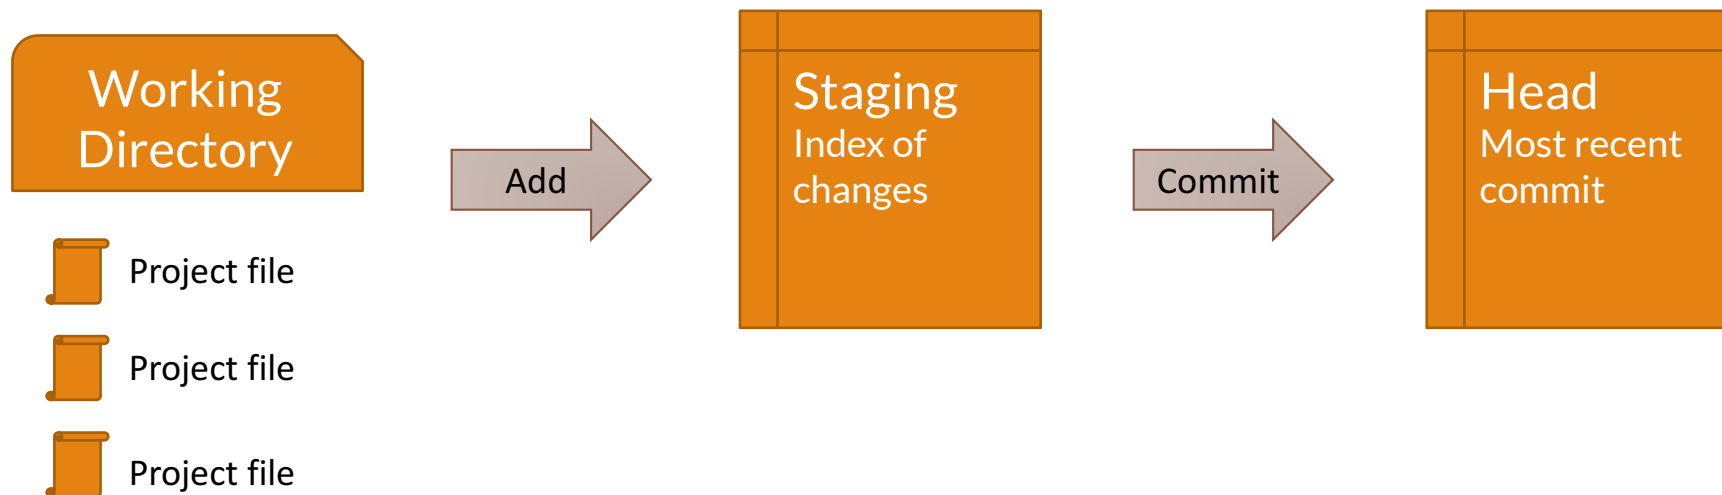 Working
Directory
Project file
Project file
Project file
Add
Staging
Index of
changes
Commit
Head
Most recent
commit